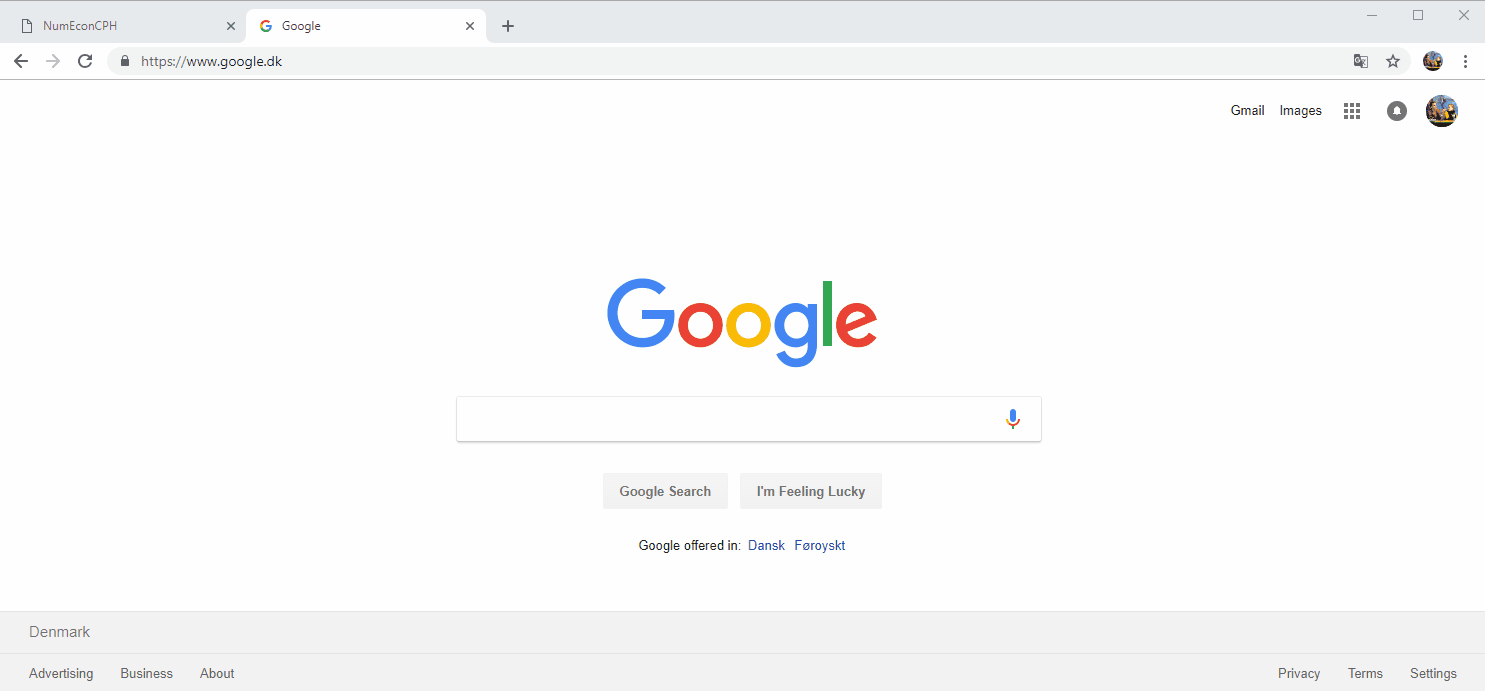 NumEconCPH Google
https://www.google.dk
Gmail Images
Google
Google Search I'm Feeling Lucky
Google offered in: Dansk Føroyskt
Denmark
Advertising Business About Privacy Terms Settings